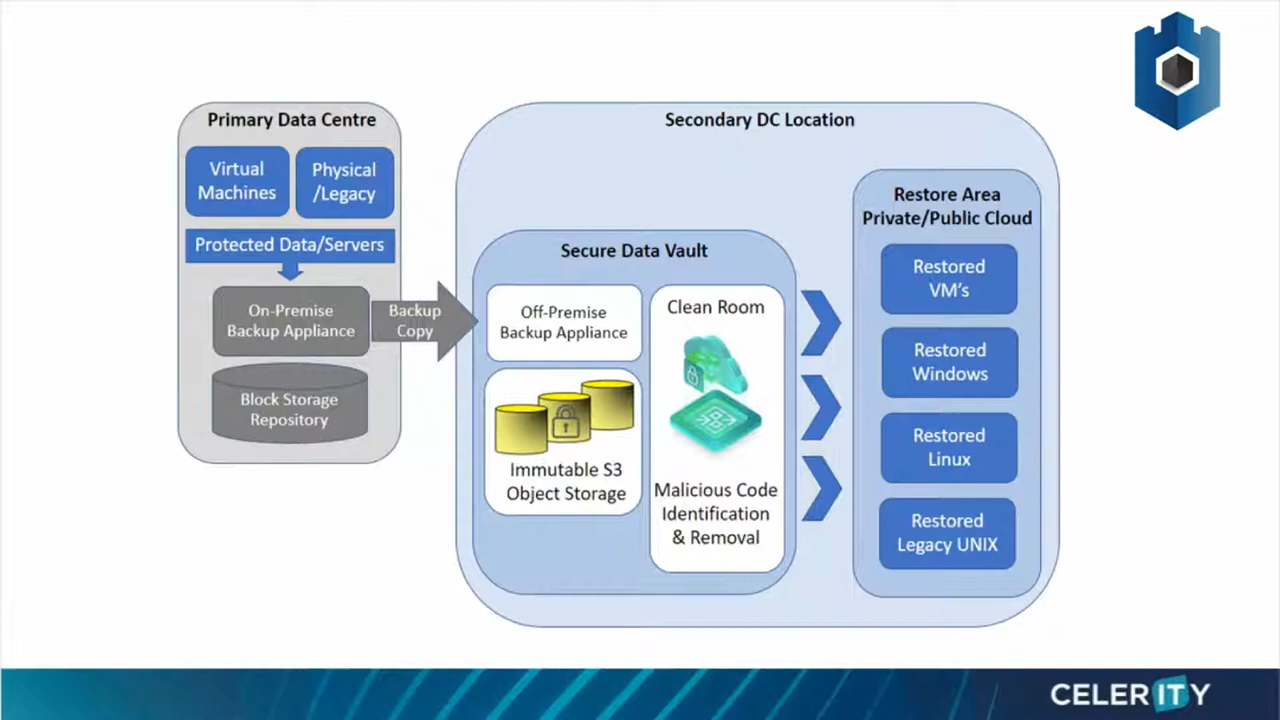 Primary Data Centre
Virtual
Machines
Physical
/Legacy
Protected Data/Servers
On-Premise
Backup Appliance
Block Storage
Repository
Backup
Copy
Secondary DC Location
Secure Data Vault
Off-Premise
Backup Appliance
Immutable S3
Object Storage
Clean Room
Malicious Code
Identification
& Removal
Restore Area
Private/Public Cloud
Restored
VM's
Restored
Windows
Restored
Linux
Restored
Legacy UNIX
CELERITY